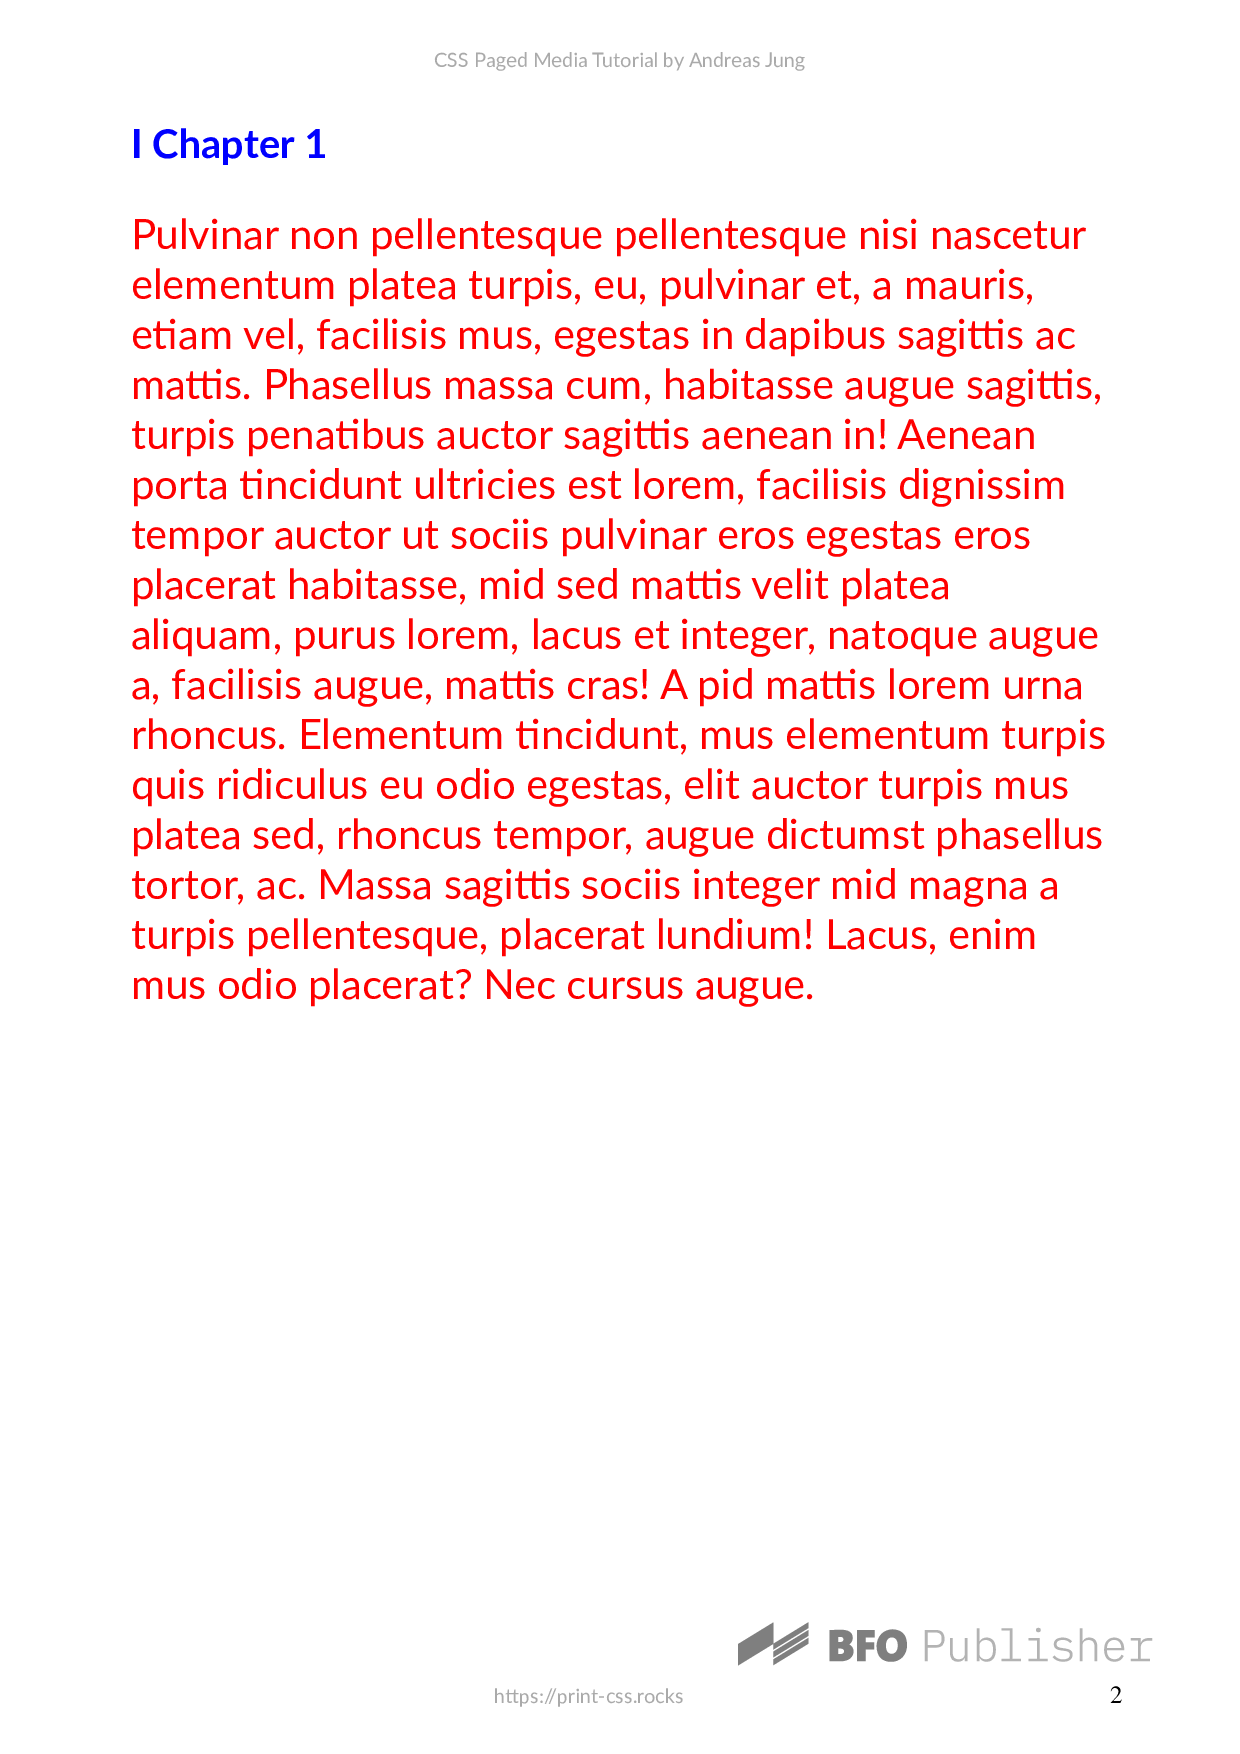 CSS Paged Media Tutorial by Andreas Jung
I Chapter 1
Pulvinar non pellentesque pellentesque nisi nascetur
elementum platea turpis, eu, pulvinar et, a mauris,
etiam vel, facilisis mus, egestas in dapibus sagittis ac
mattis. Phasellus massa cum, habitasse augue sagittis,
turpis penatibus auctor sagittis aenean in! Aenean
porta tincidunt ultricies est lorem, facilisis dignissim
tempor auctor ut sociis pulvinar eros egestas eros
placerat habitasse, mid sed mattis velit platea
aliquam, purus lorem, lacus et integer, natoque augue
a, facilisis augue, mattis cras! A pid mattis lorem urna
rhoncus. Elementum tincidunt, mus elementum turpis
quis ridiculus eu odio egestas, elit auctor turpis mus
platea sed, rhoncus tempor, augue dictumst phasellus
tortor, ac. Massa sagittis sociis integer mid magna a
turpis pellentesque, placerat lundium! Lacus, enim
mus odio placerat? Nec cursus augue.
BFO Publisher
https://print-css.rocks
2